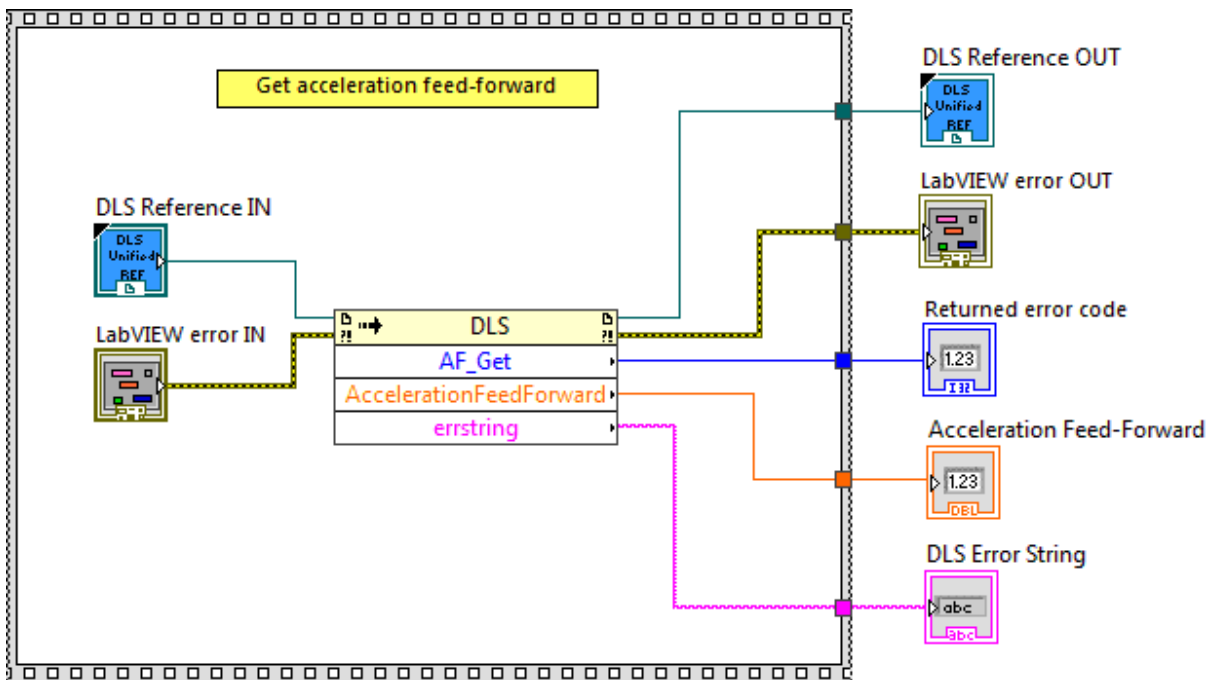 Get acceleration feed-forward
DLS Reference IN
DLS
Unified
REF
LabVIEW error IN
?!
DLS
?!
AF_Get
AccelerationFeedForward
errstring
DLS Reference OUT
DLS
Unified
REF
LabVIEW error OUT
Returned error code
1.23
I32
Acceleration Feed-Forward
1.23
DBL
DLS Error String
abc
abc